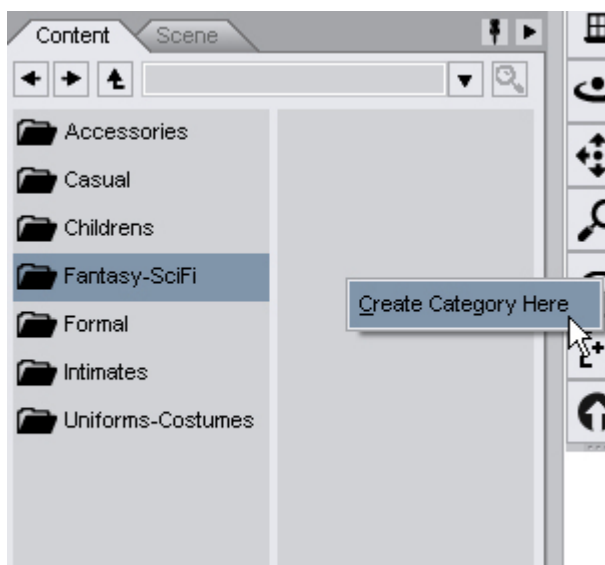 Content Scene
Accessories
Casual
Childrens
Fantasy-SciFi
Create Category Here
Formal
Intimates
Uniforms-Costumes